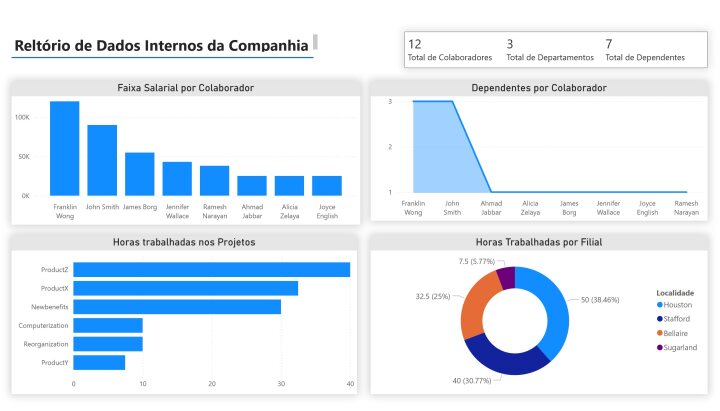 Reltório de Dados Internos da Companhia
12 3 7
Total de Colaboradores Total de Departamentos Total de Dependentes
Faixa Salarial por Colaborador
100K
50K
0K
Franklin Wong John Smith James Borg Jennifer Wallace Ramesh Narayan Ahmad Jabbar Alicia Zelaya Joyce English
Dependentes por Colaborador
3
2
1
Franklin Wong John Smith Ahmad Jabbar Alicia Zelaya James Borg Jennifer Wallace Joyce English Ramesh Narayan
Horas trabalhadas nos Projetos
ProductZ
ProductX
Newbenefits
Computerization
Reorganization
ProductY
0 10 20 30 40
Horas Trabalhadas por Filial
7.5 (5.77%)
32.5 (25%)
50 (38.46%)
40 (30.77%)
Localidade
Houston
Stafford
Bellaire
Sugarland